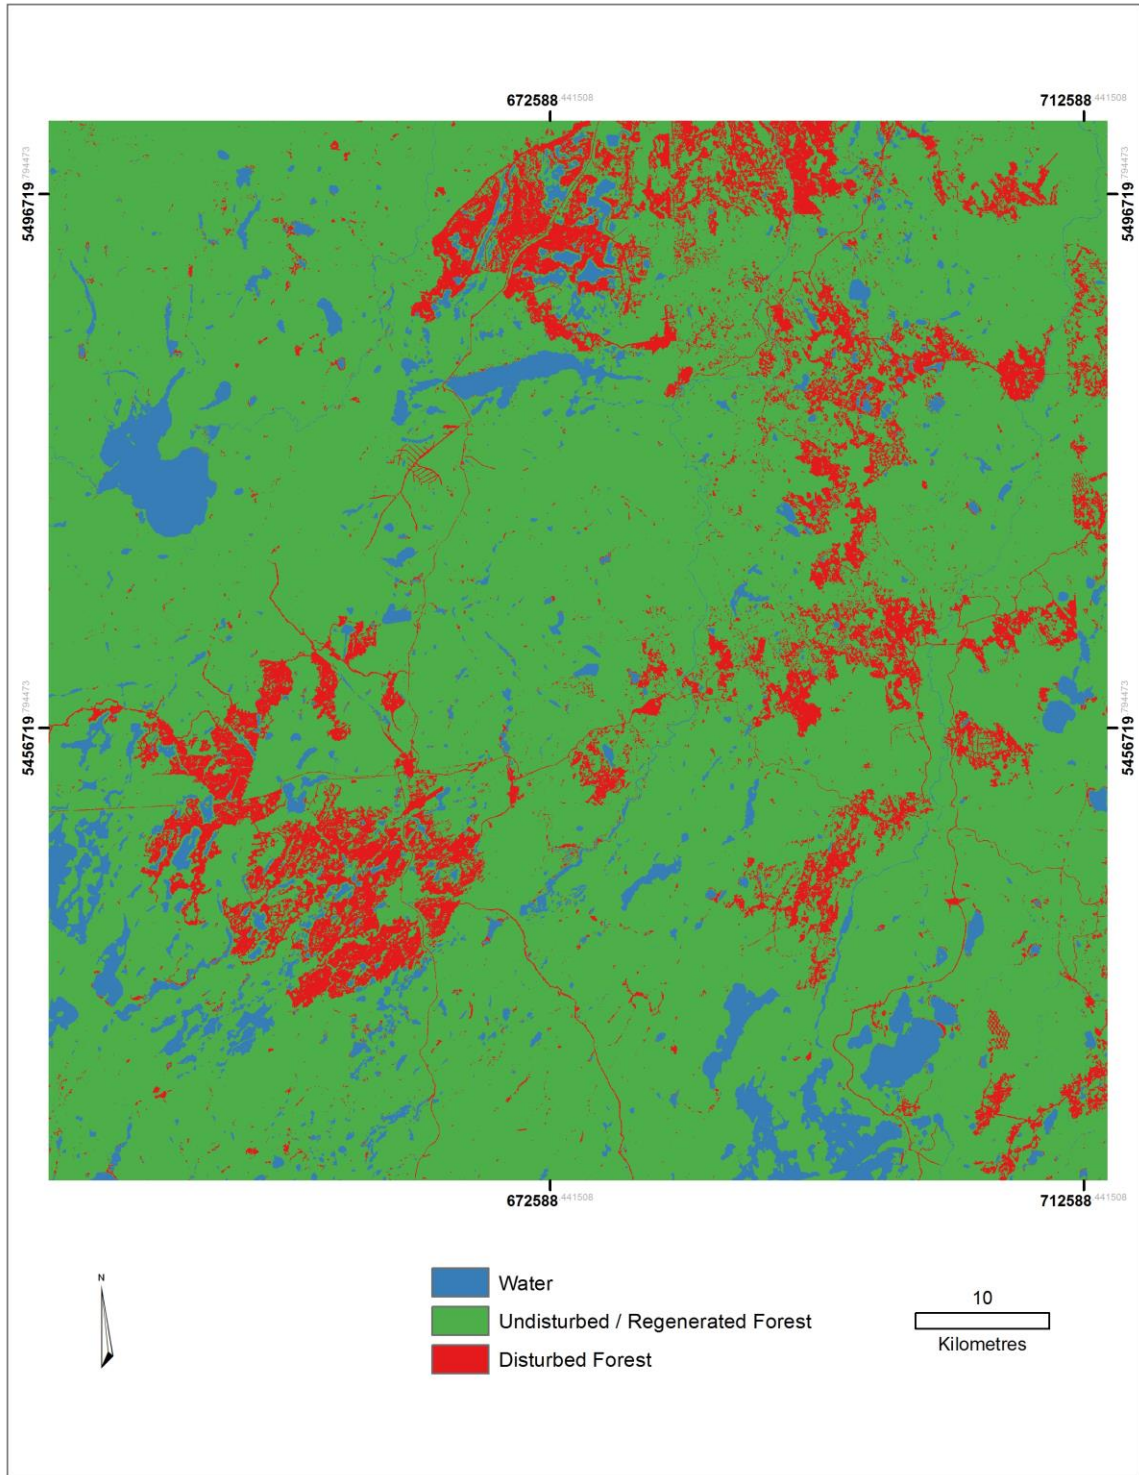 672588 441508 712588 441508
5496719 794473
5496719 794473
5456719 794473
5456719 794473
672588 441508 712588 441508
N
Water
Undisturbed / Regenerated Forest
Disturbed Forest
10
Kilometres